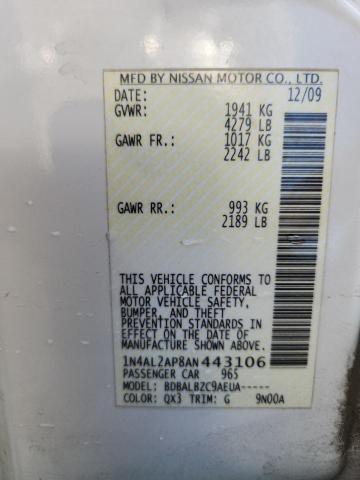 MFD BY NISSAN MOTOR CO., LTD.
DATE: 12/09
GVWR: 1941 KG
4279 LB
GAWR FR.: 1017 KG
2242 LB
GAWR RR.: 993 KG
2189 LB
THIS VEHICLE CONFORMS TO
ALL APPLICABLE FEDERAL
MOTOR VEHICLE SAFETY,
BUMPER, AND THEFT
PREVENTION STANDARDS
IN EFFECT ON THE DATE OF
MANUFACTURE SHOWN ABOVE.
1N4AL2AP8AN443106
PASSENGER CAR 965
MODEL: BDBALBZC9AEUA-----
COLOR: QX3 TRIM: G 9N00A